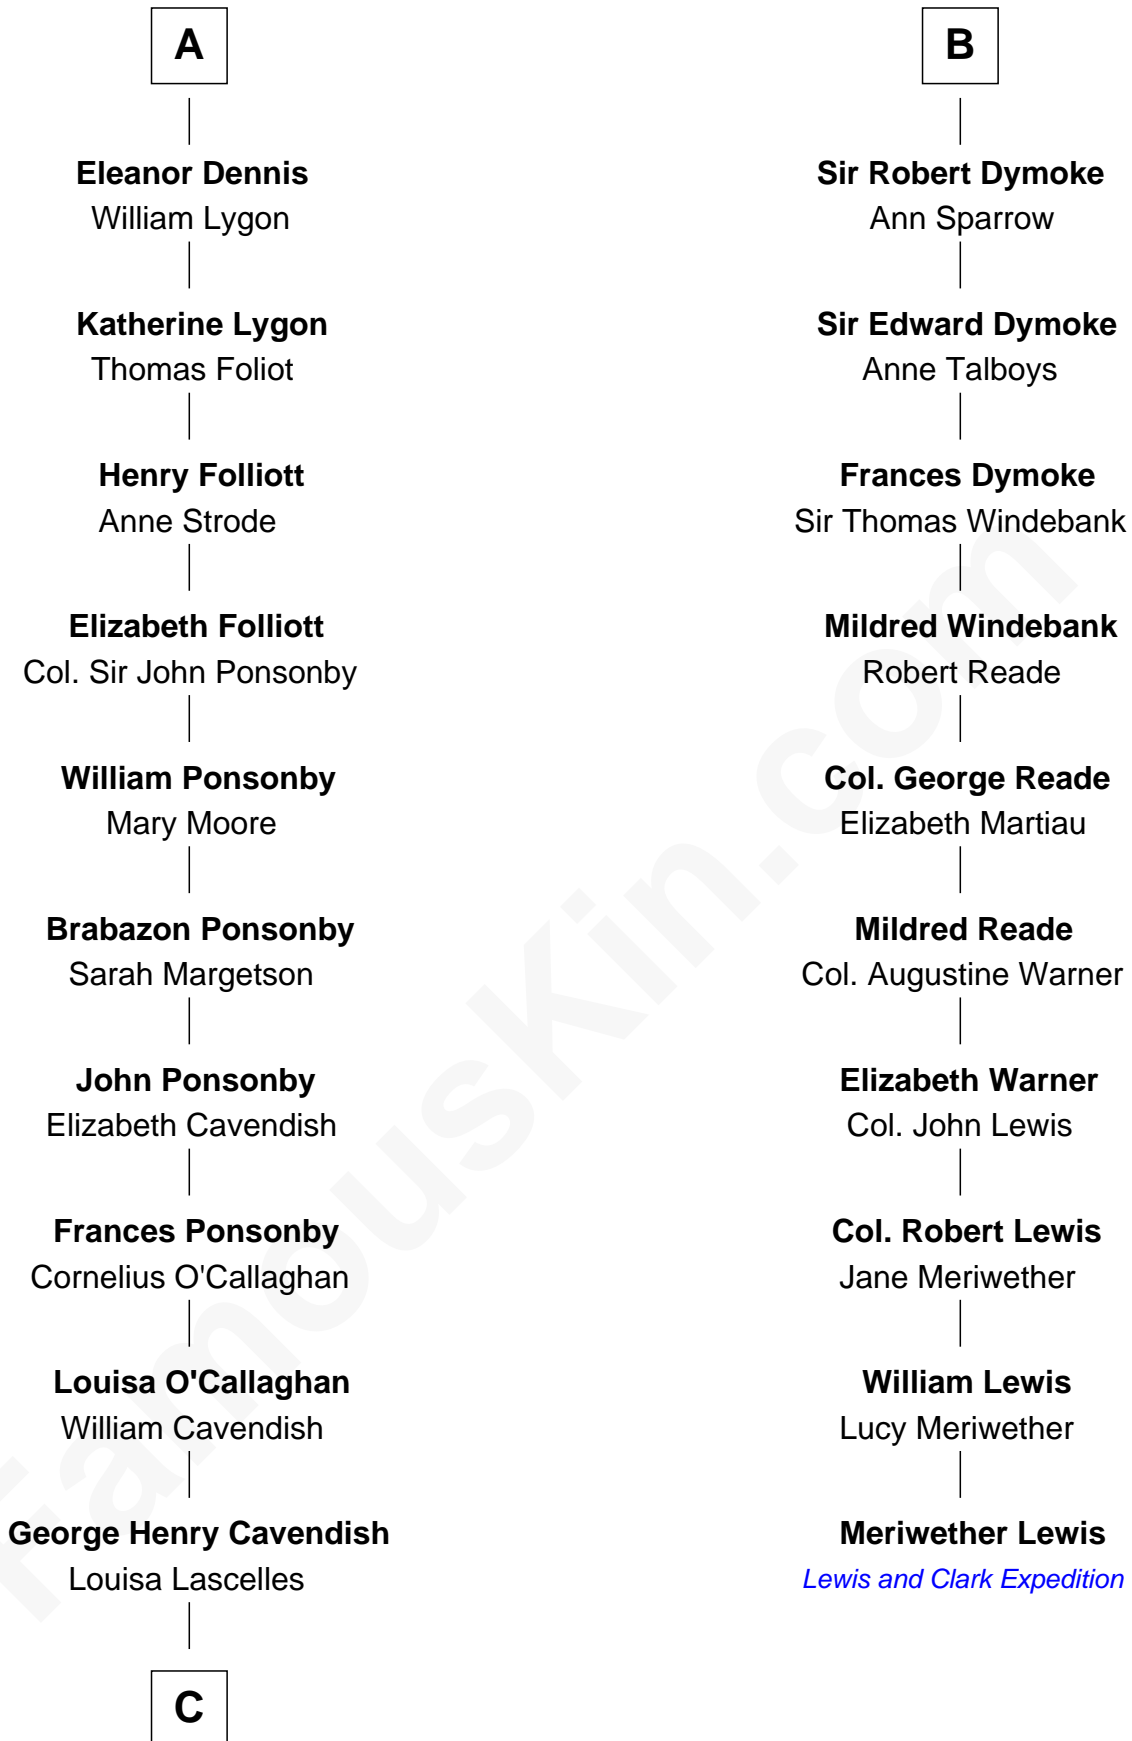 A
Eleanor Dennis
William Lygon
Katherine Lygon
Thomas Foliot
Henry Folliott
Anne Strode
Elizabeth Folliott
Col. Sir John Ponsonby
William Ponsonby
Mary Moore
Brabazon Ponsonby
Sarah Margetson
John Ponsonby
Elizabeth Cavendish
Frances Ponsonby
Cornelius O'Callaghan
Louisa O'Callaghan
William Cavendish
George Henry Cavendish
Louisa Lascelles
C
B
Sir Robert Dymoke
Ann Sparrow
Sir Edward Dymoke
Anne Talboys
Frances Dymoke
Sir Thomas Windebank
Mildred Windebank
Robert Reade
Col. George Reade
Elizabeth Martiau
Mildred Reade
Col. Augustine Warner
Elizabeth Warner
Col. John Lewis
Col. Robert Lewis
Jane Meriwether
William Lewis
Lucy Meriwether
Meriwether Lewis
Lewis and Clark Expedition
FamousKin.com